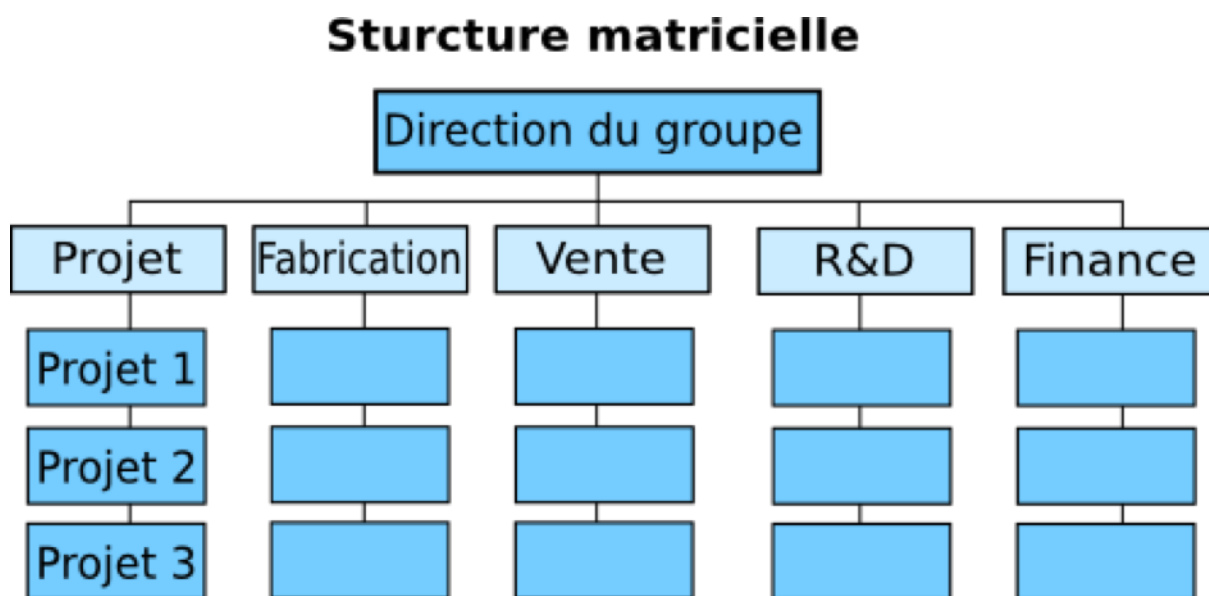 Sturcture matricielle
Direction du groupe
Projet
Fabrication
Vente
R&D
Finance
Projet 1
Projet 2
Projet 3